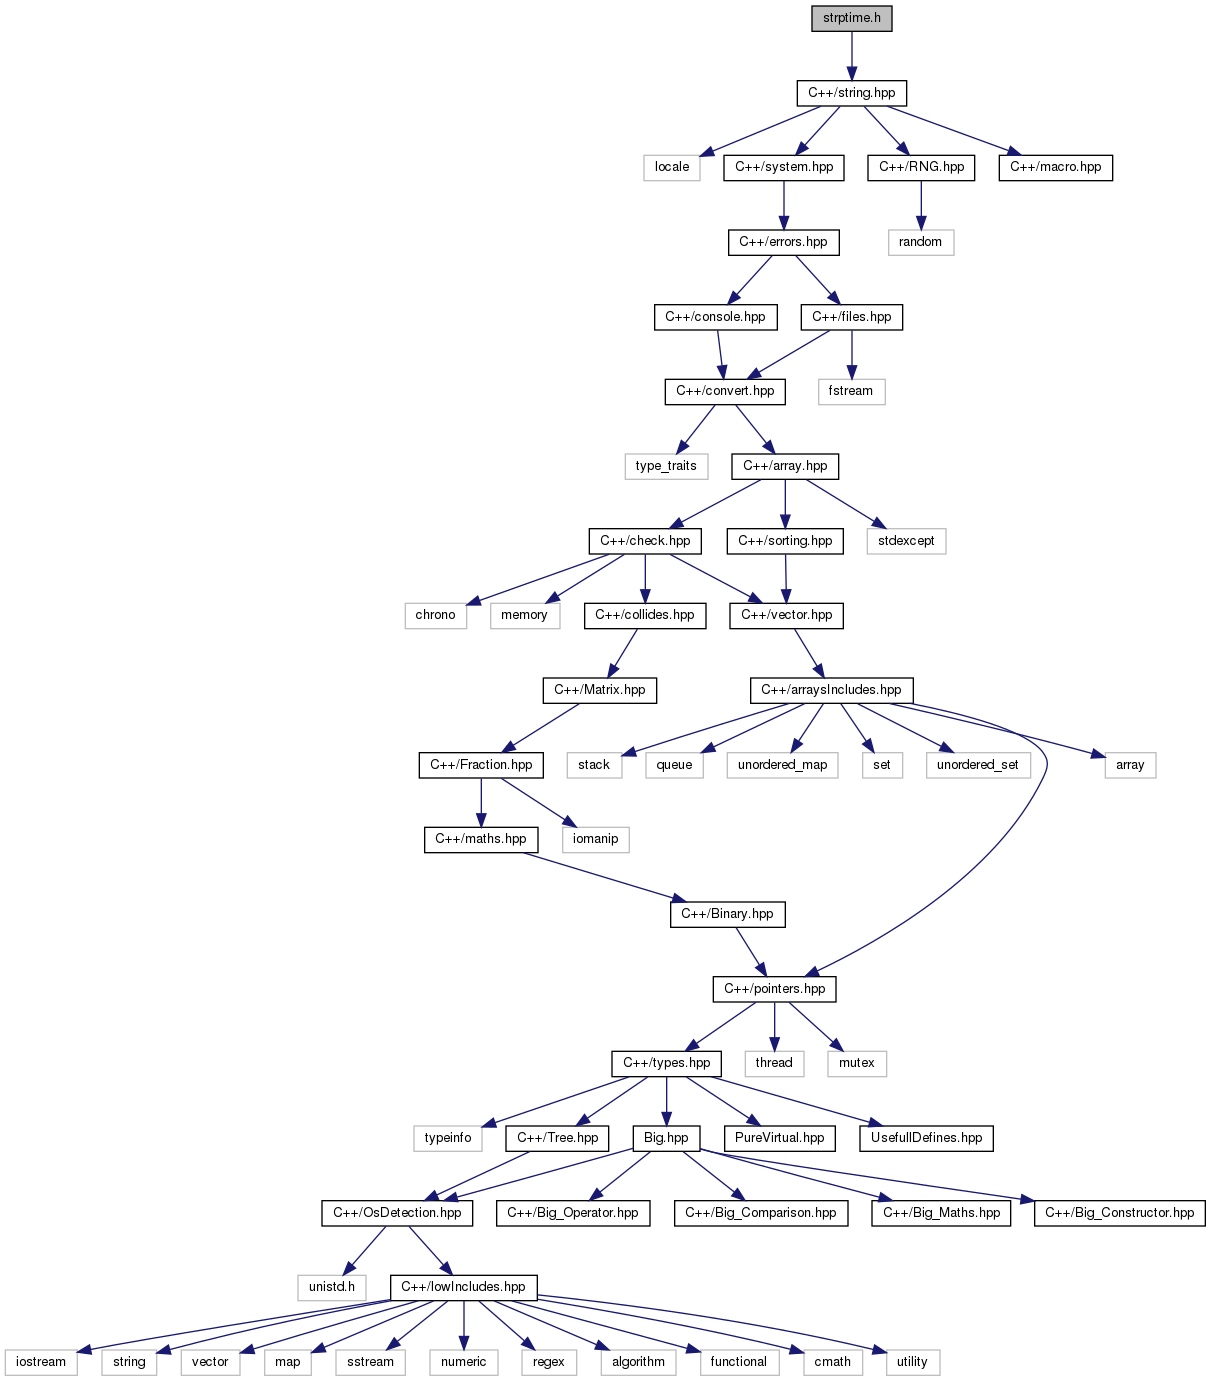 strptime.h
C++/string.hpp
locale
C++/system.hpp
C++/RNG.hpp
C++/macro.hpp
C++/errors.hpp
random
C++/console.hpp
C++/files.hpp
C++/convert.hpp
fstream
type_traits
C++/array.hpp
C++/check.hpp
C++/sorting.hpp
stdexcept
chrono
memory
C++/collides.hpp
C++/vector.hpp
C++/Matrix.hpp
C++/arraysIncludes.hpp
C++/Fraction.hpp
stack
queue
unordered_map
set
unordered_set
array
C++/maths.hpp
iomanip
C++/Binary.hpp
C++/pointers.hpp
C++/types.hpp
thread
mutex
typeinfo
C++/Tree.hpp
Big.hpp
PureVirtual.hpp
UsefullDefines.hpp
C++/OsDetection.hpp
C++/Big_Operator.hpp
C++/Big_Comparison.hpp
C++/Big_Maths.hpp
C++/Big_Constructor.hpp
unistd.h
C++/lowIncludes.hpp
iostream
string
vector
map
sstream
numeric
regex
algorithm
functional
cmath
utility